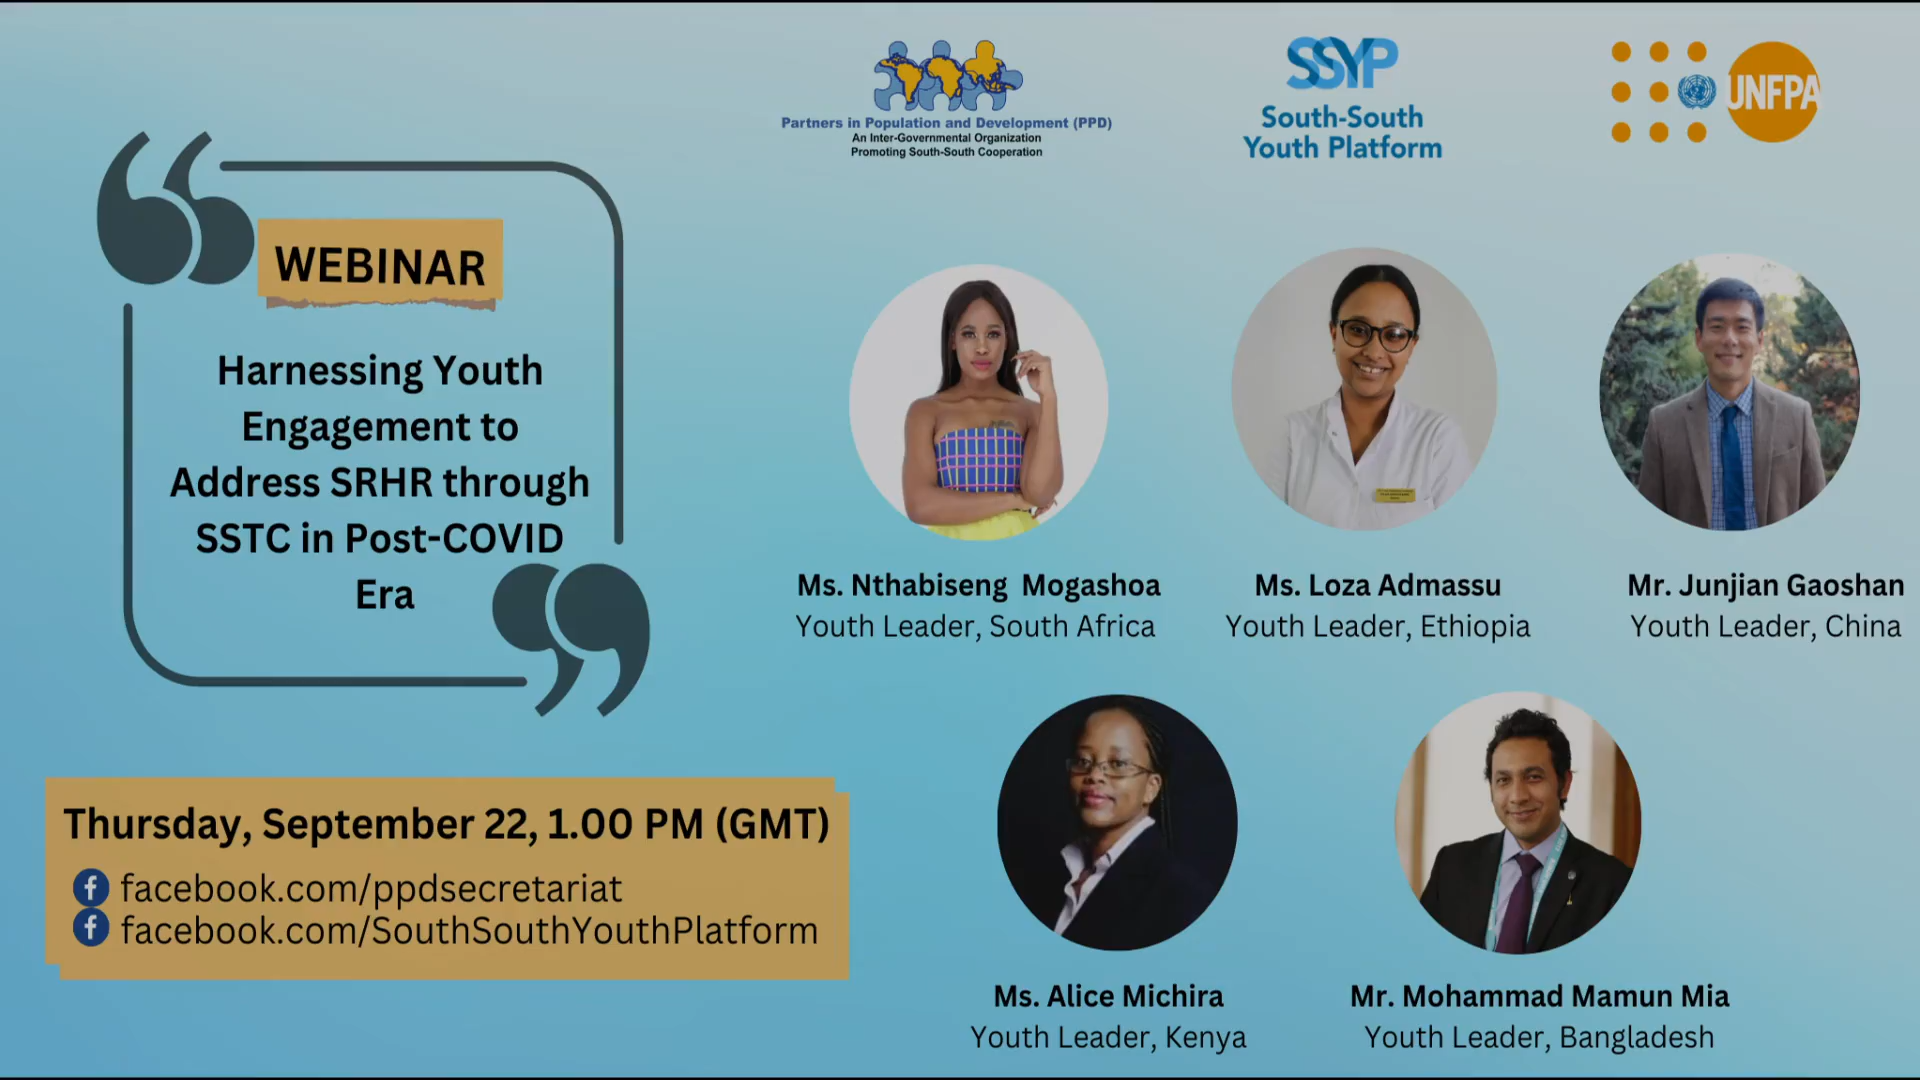 Partners in Population and Development (PPD)
An Inter-Governmental Organization
Promoting South-South Cooperation
SSYP
South-South
Youth Platform
UNFPA
WEBINAR
Harnessing Youth
Engagement to
Address SRHR through
SSTC in Post-COVID
Era
Thursday, September 22, 1.00 PM (GMT)
facebook.com/ppdsecretariat
facebook.com/SouthSouthYouthPlatform
Ms. Nthabiseng Mogashoa
Youth Leader, South Africa
Ms. Loza Admassu
Youth Leader, Ethiopia
Mr. Junjian Gaoshan
Youth Leader, China
Ms. Alice Michira
Youth Leader, Kenya
Mr. Mohammad Mamun Mia
Youth Leader, Bangladesh